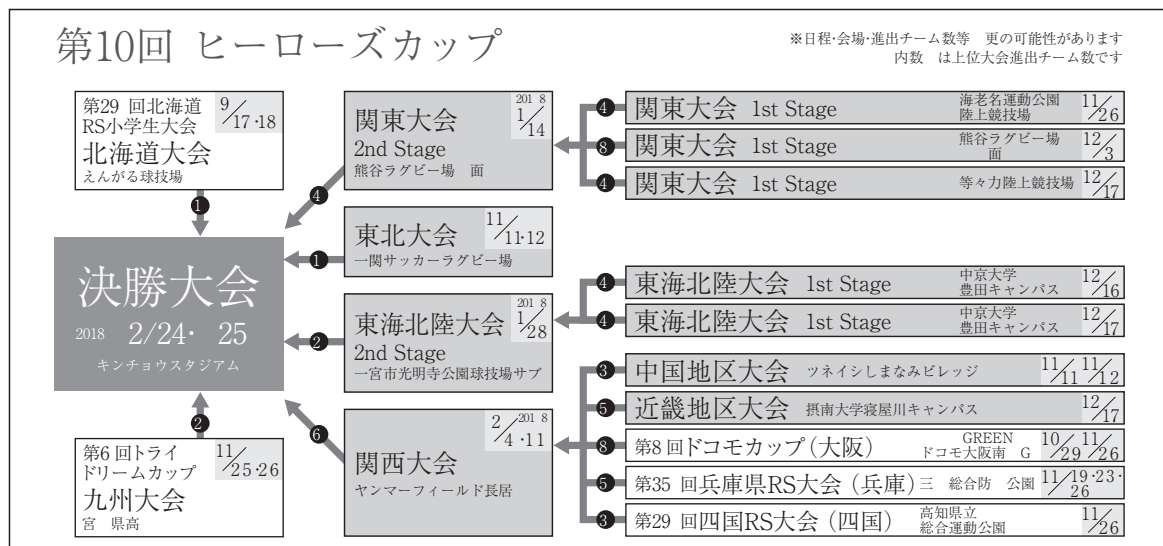 第10回 ヒーローズカップ
※日程・会場・進出チーム数等 更の可能性があります
内数 は上位大会進出チーム数です
第29 回北海道
RS小学生大会
9/17・18
北海道大会
えんがる球技場
1
決勝大会
2018 2/24・ 25
キンチョウスタジアム
2
第6 回トライ
ドリームカップ
11/25・26
九州大会
宮 県高
関東大会
2018 1/14
2nd Stage
熊谷ラグビー場 面
4
東北大会
11/11・12
一関サッカーラグビー場
1
東海北陸大会
2018 1/28
2nd Stage
一宮市光明寺公園球技場サブ
2
関西大会
2/4・2018 11
ヤンマーフィールド長居
6
4 関東大会 1st Stage 海老名運動公園 陸上競技場 11/26
8 関東大会 1st Stage 熊谷ラグビー場 面 12/3
4 関東大会 1st Stage 等々力陸上競技場 12/17
4 東海北陸大会 1st Stage 中京大学 豊田キャンパス 12/16
4 東海北陸大会 1st Stage 中京大学 豊田キャンパス 12/17
3 中国地区大会 ツネイシしまなみビレッジ 11/11 11/12
5 近畿地区大会 摂南大学寝屋川キャンパス 12/17
8 第8 回ドコモカップ(大阪) GREEN ドコモ大阪南 G 10/29 11/26
5 第35 回兵庫県RS大会(兵庫) 三 総合防 公園 11/19・23・26
3 第29 回四国RS大会(四国) 高知県立 総合運動公園 11/26